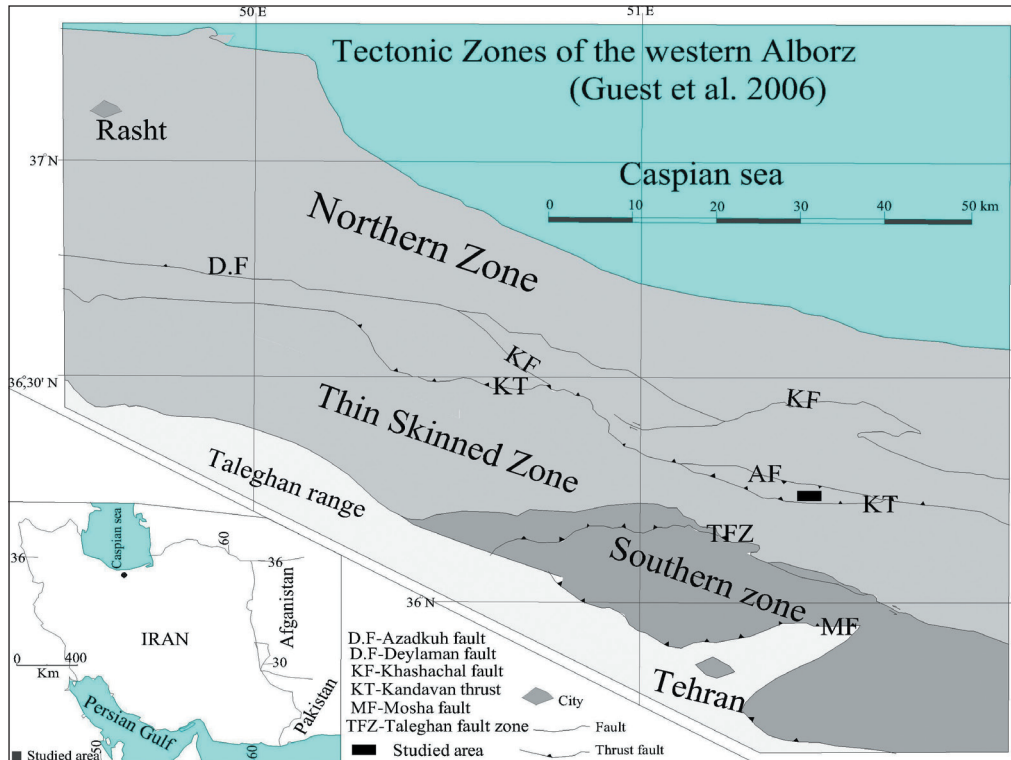 50 E
51 E
Tectonic Zones of the western Alborz
(Guest et al. 2006)
Rasht
37°N
Caspian sea
0 10 20 30 40 50 km
Northern Zone
D.F
KF
KT
36,°30' N
KF
Thin Skinned Zone
AF
KT
Taleghan range
TFZ
Southern zone
36°N
MF
Tehran
Caspian sea
60
36
36
Afganistan
IRAN
0 400
Km
30
Pakistan
Persian Gulf
50
60
Studied area
D.F-Azadkuh fault
D.F-Deylaman fault
KF-Khashachal fault
KT-Kandavan thrust
MF-Mosha fault
TFZ-Taleghan fault zone
Studied area
City
Fault
Thrust fault